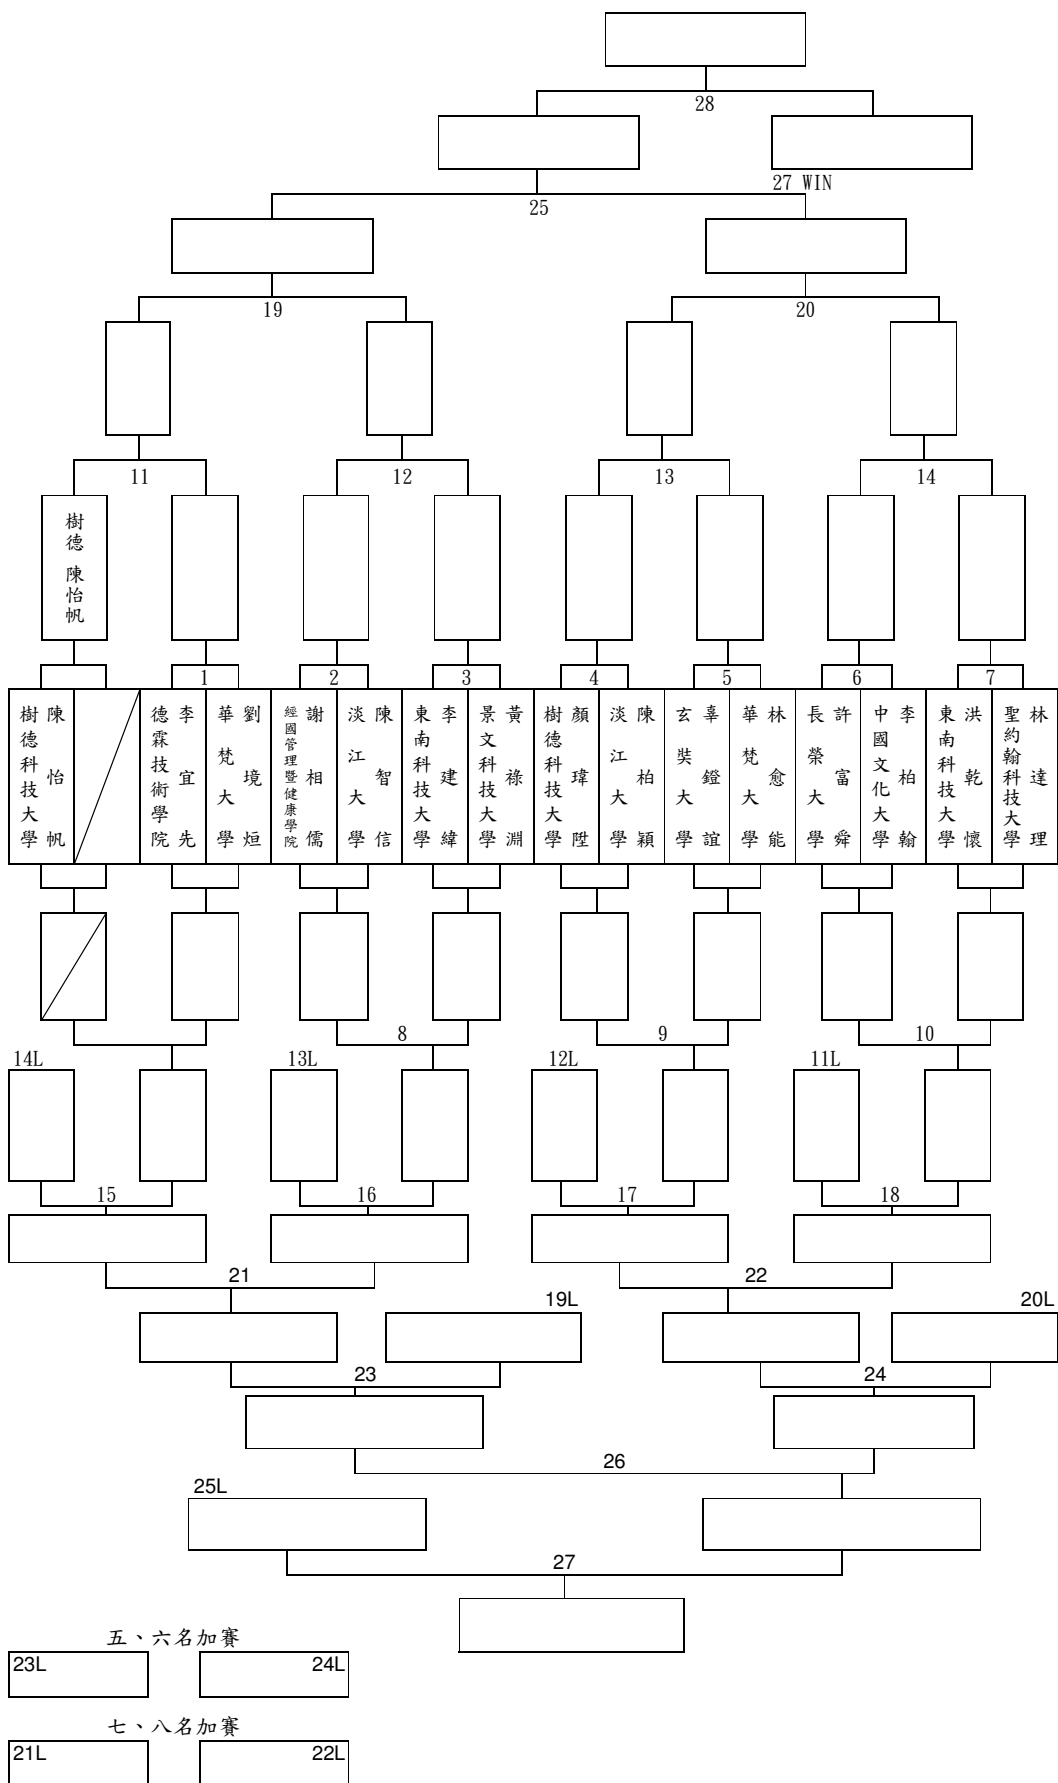 28
27 WIN
25
19
20
11
12
13
14
樹德 陳怡帆
1
2
3
4
5
6
7
樹德科技大學 陳怡帆
德霖技術學院 李宜先
華梵大學 劉境烜
經國管理暨健康學院 謝相儒
淡江大學 陳智信
東南科技大學 李建緯
景文科技大學 黃祿淵
樹德科技大學 顏瑋陞
淡江大學 陳柏穎
玄奘大學 辜鐙誼
華梵大學 林愈能
長榮大學 許富舜
中國文化大學 李柏翰
東南科技大學 洪乾懷
聖約翰科技大學 林達理
8
9
10
14L
13L
12L
11L
15
16
17
18
21
22
19L
20L
23
24
26
25L
27
五、六名加賽
23L
24L
七、八名加賽
21L
22L